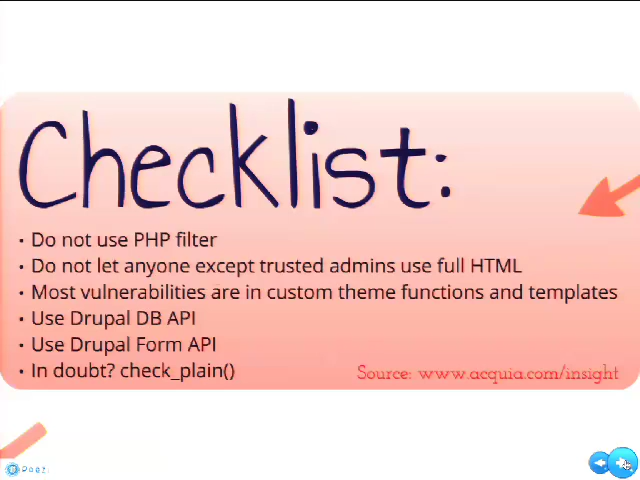 Checklist:
• Do not use PHP filter
• Do not let anyone except trusted admins use full HTML
• Most vulnerabilities are in custom theme functions and templates
• Use Drupal DB API
• Use Drupal Form API
• In doubt? check_plain()
Source: www.acquia.com/insight